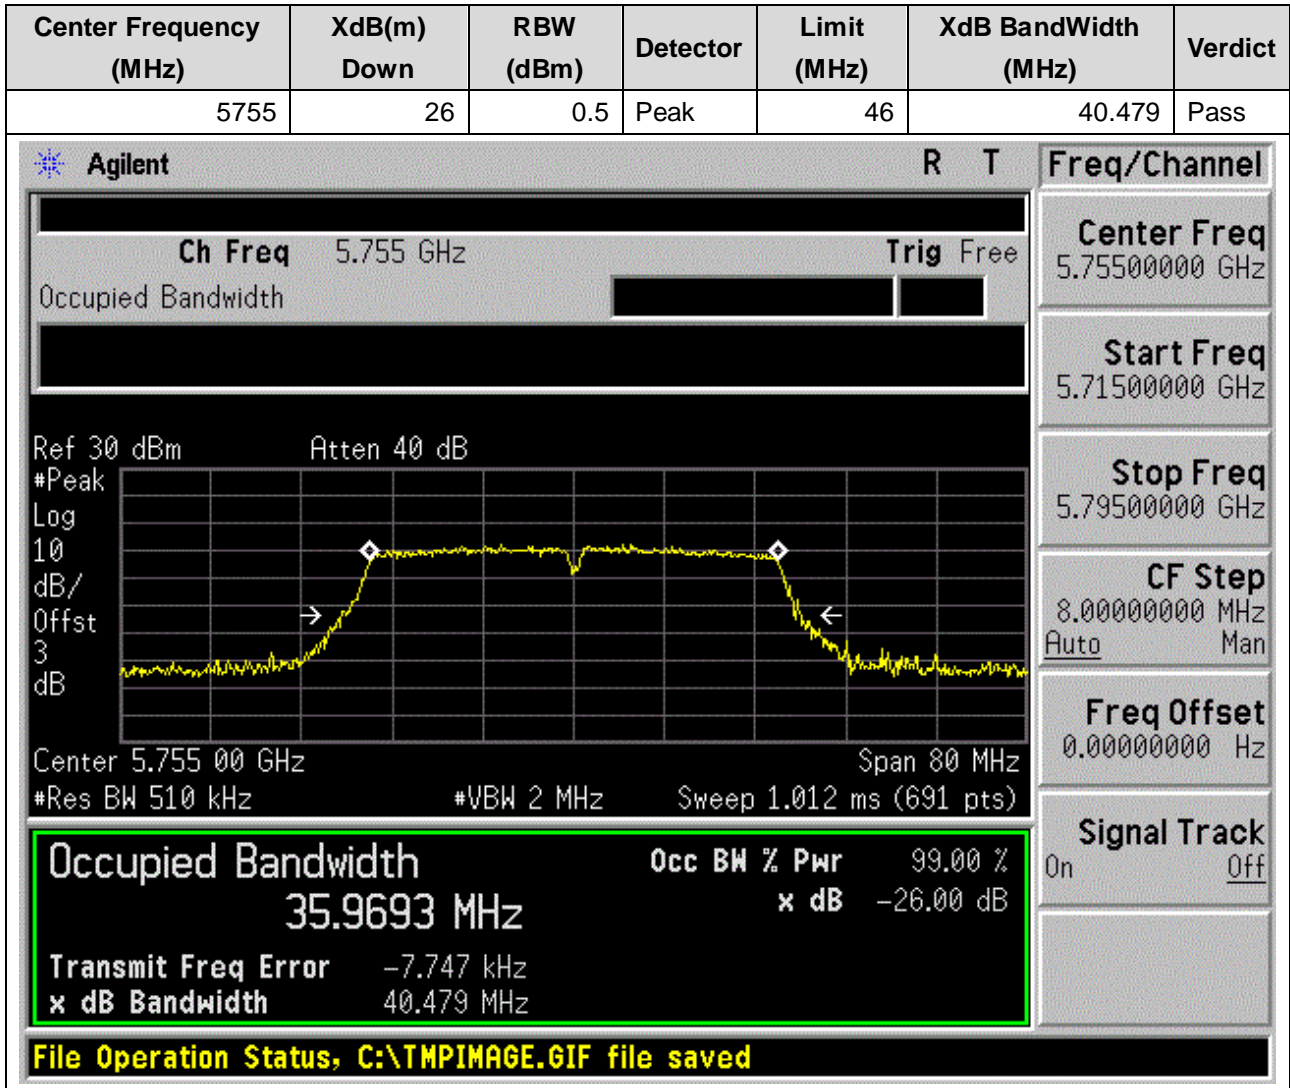 Center Frequency (MHz) XdB(m) Down RBW (dBm) Detector Limit (MHz) XdB BandWidth (MHz) Verdict
5755 26 0.5 Peak 46 40.479 Pass
Agilent R T Freq/Channel
Ch Freq 5.755 GHz Trig Free
Occupied Bandwidth
Center Freq
5.75500000 GHz
Start Freq
5.71500000 GHz
Stop Freq
5.79500000 GHz
CF Step
8.00000000 MHz
Auto Man
Freq Offset
0.00000000 Hz
Signal Track
On Off
Ref 30 dBm Atten 40 dB
#Peak
Log
10
dB/
Offst
3
dB
Center 5.755 00 GHz Span 80 MHz
#Res BW 510 kHz #VBW 2 MHz Sweep 1.012 ms (691 pts)
Occupied Bandwidth Occ BW % Pwr 99.00 %
35.9693 MHz x dB -26.00 dB
Transmit Freq Error -7.747 kHz
x dB Bandwidth 40.479 MHz
File Operation Status, C:\TMPIMAGE.GIF file saved